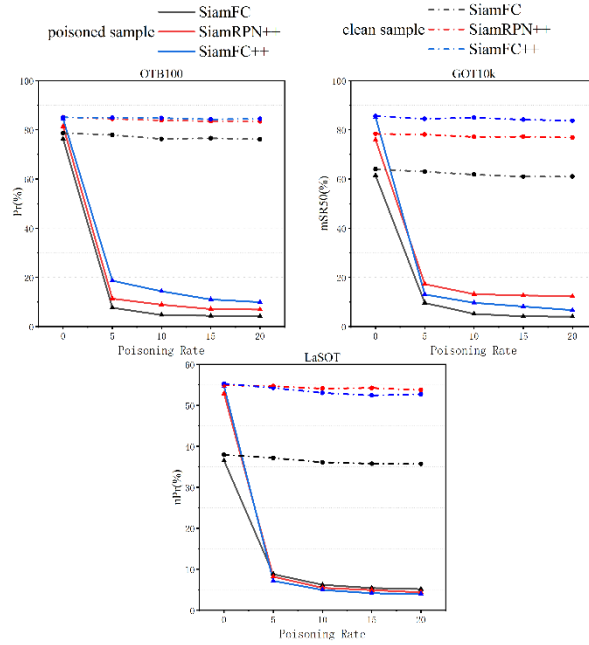 SiamFC SiamFC
poisoned sample SiamRPN++ clean sample SiamRPN++
SiamFC++ SiamFC++
OTB100 GOT10k
100 100
80 80
60 60
40 40
20 20
0 0
Pr(%) mSR50(%)
0 5 10 15 20 0 5 10 15 20
Poisoning Rate Poisoning Rate
LaSOT
60
50
40
30
20
10
0
nPr(%)
0 5 10 15 20
Poisoning Rate